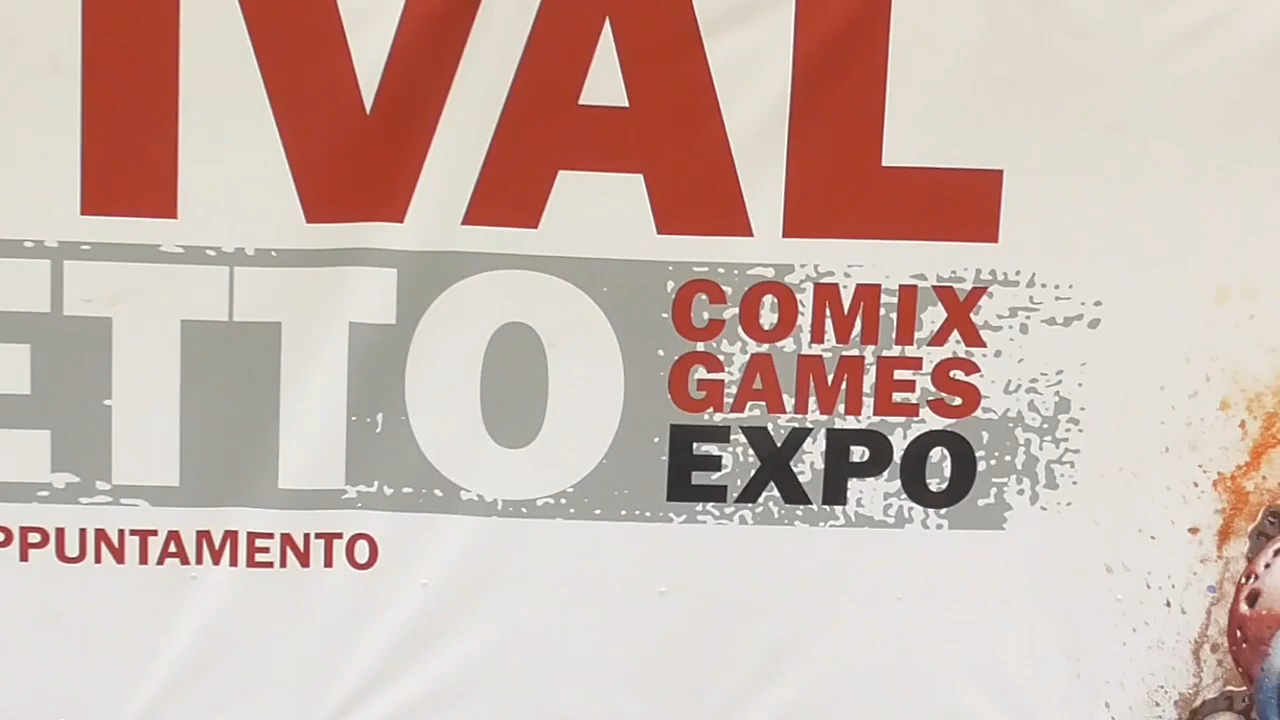 IVAL
ETTO
COMIX
GAMES
EXPO
PPUNTAMENTO